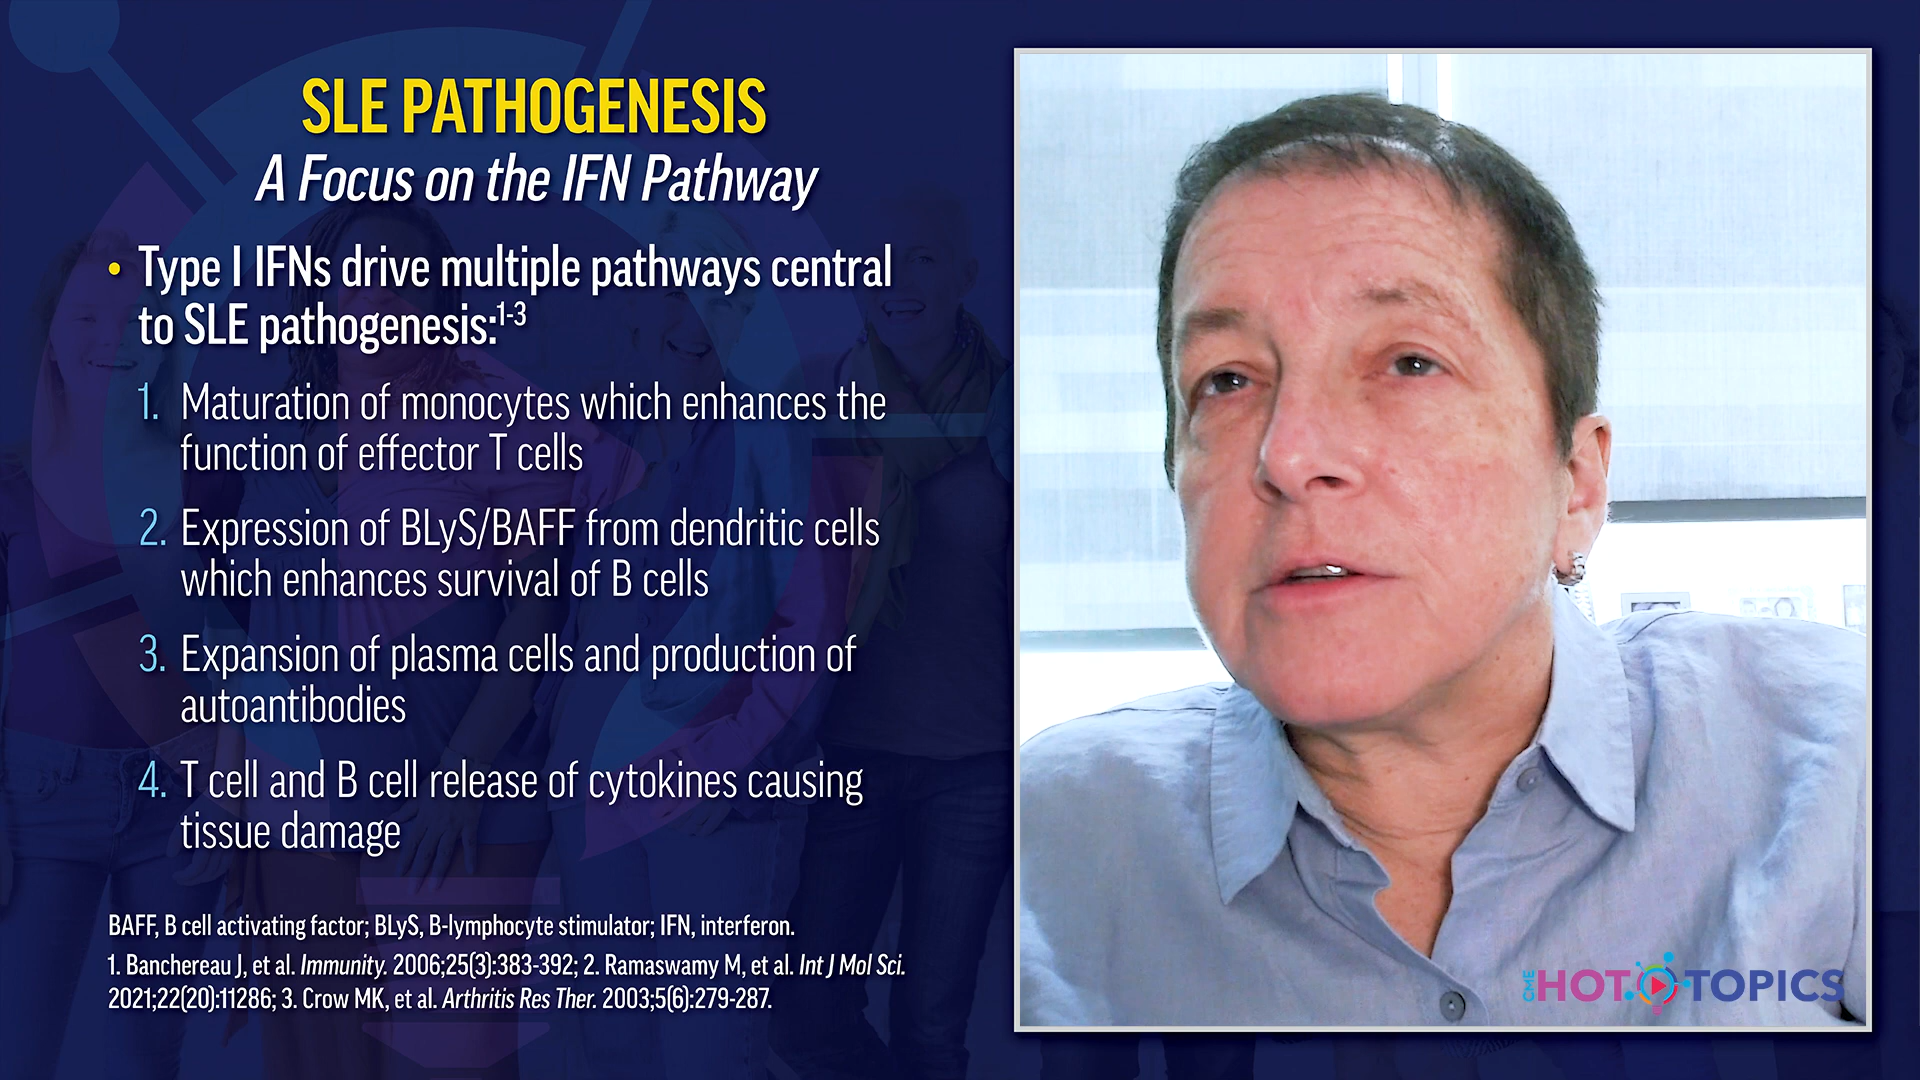 SLE PATHOGENESIS
A Focus on the IFN Pathway
• Type I IFNs drive multiple pathways central
to SLE pathogenesis:1-3
1. Maturation of monocytes which enhances the
function of effector T cells
2. Expression of BLyS/BAFF from dendritic cells
which enhances survival of B cells
3. Expansion of plasma cells and production of
autoantibodies
4. T cell and B cell release of cytokines causing
tissue damage
BAFF, B cell activating factor; BLyS, B-lymphocyte stimulator; IFN, interferon.
1. Banchereau J, et al. Immunity. 2006;25(3):383-392; 2. Ramaswamy M, et al. Int J Mol Sci.
2021;22(20):11286; 3. Crow MK, et al. Arthritis Res Ther. 2003;5(6):279-287.
CME HOT TOPICS